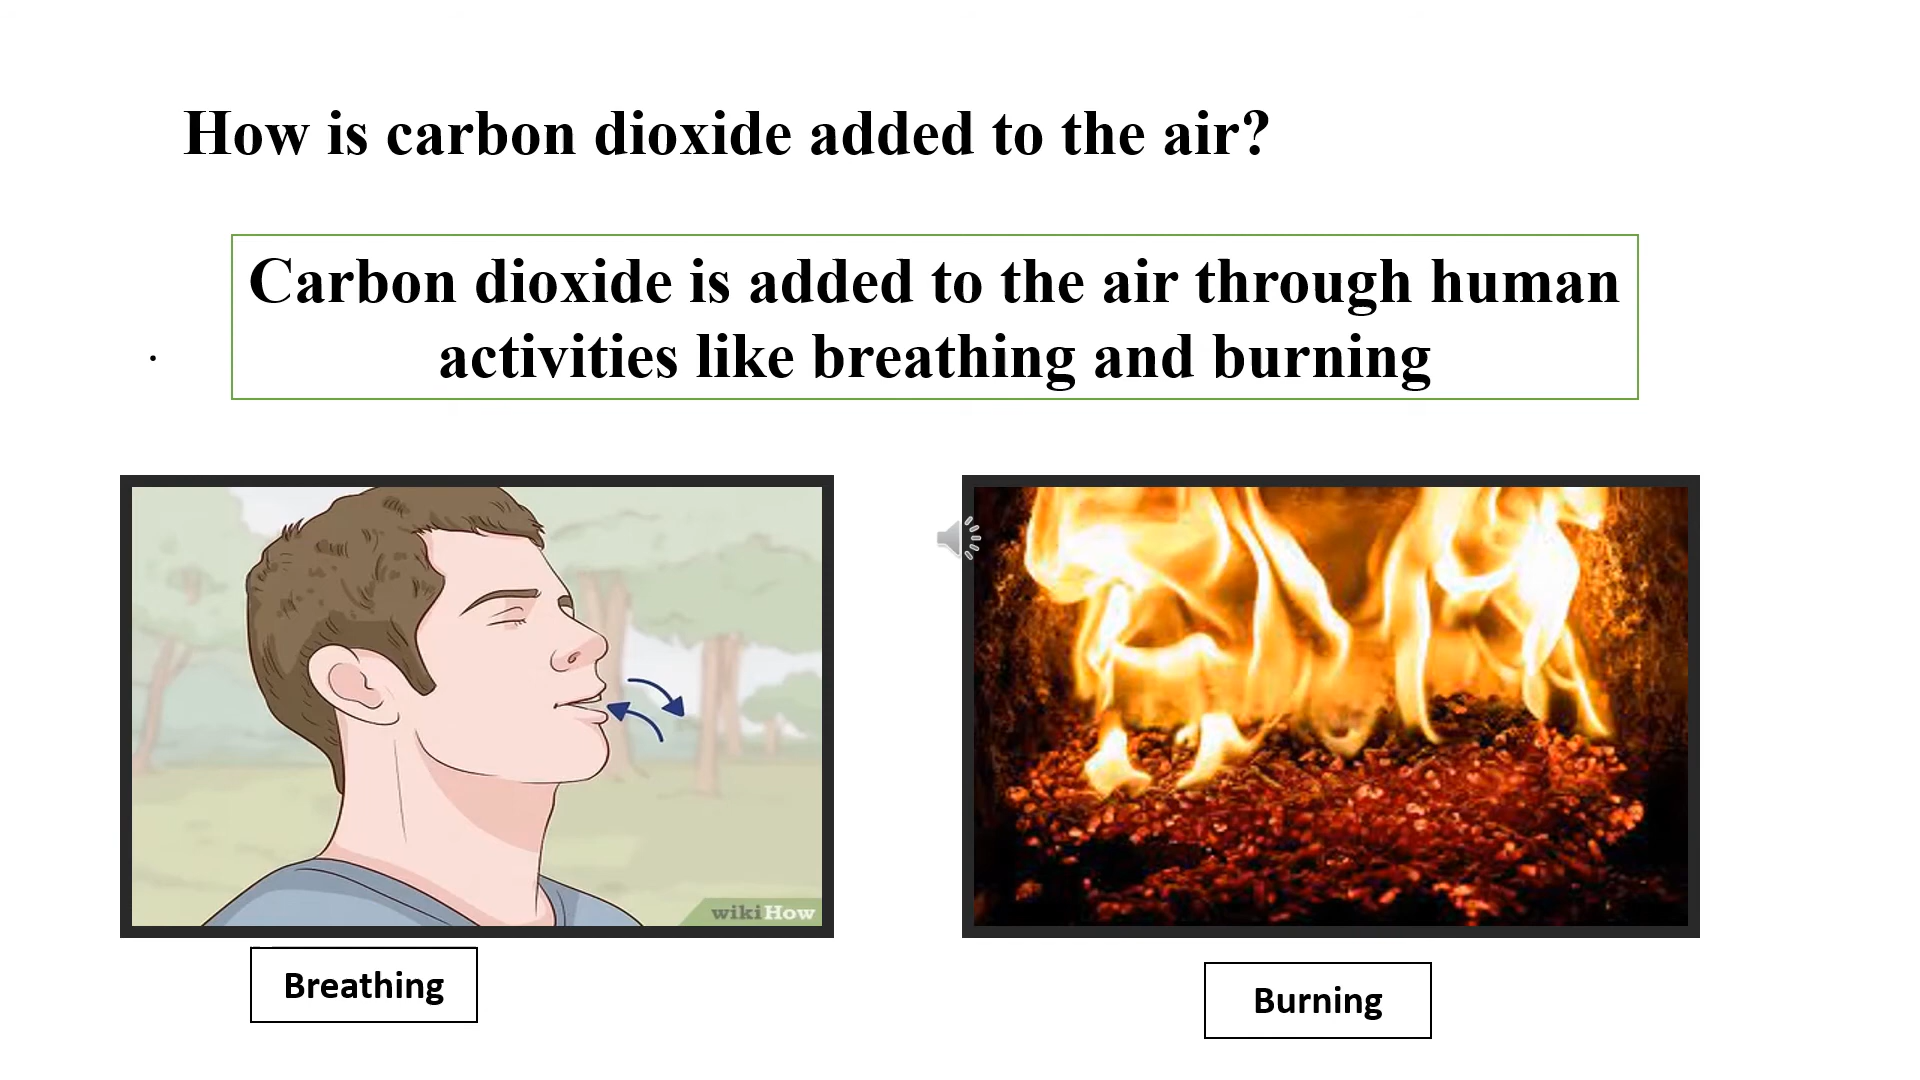 How is carbon dioxide added to the air?
Carbon dioxide is added to the air through human
activities like breathing and burning
.
wikiHow
Breathing
Burning